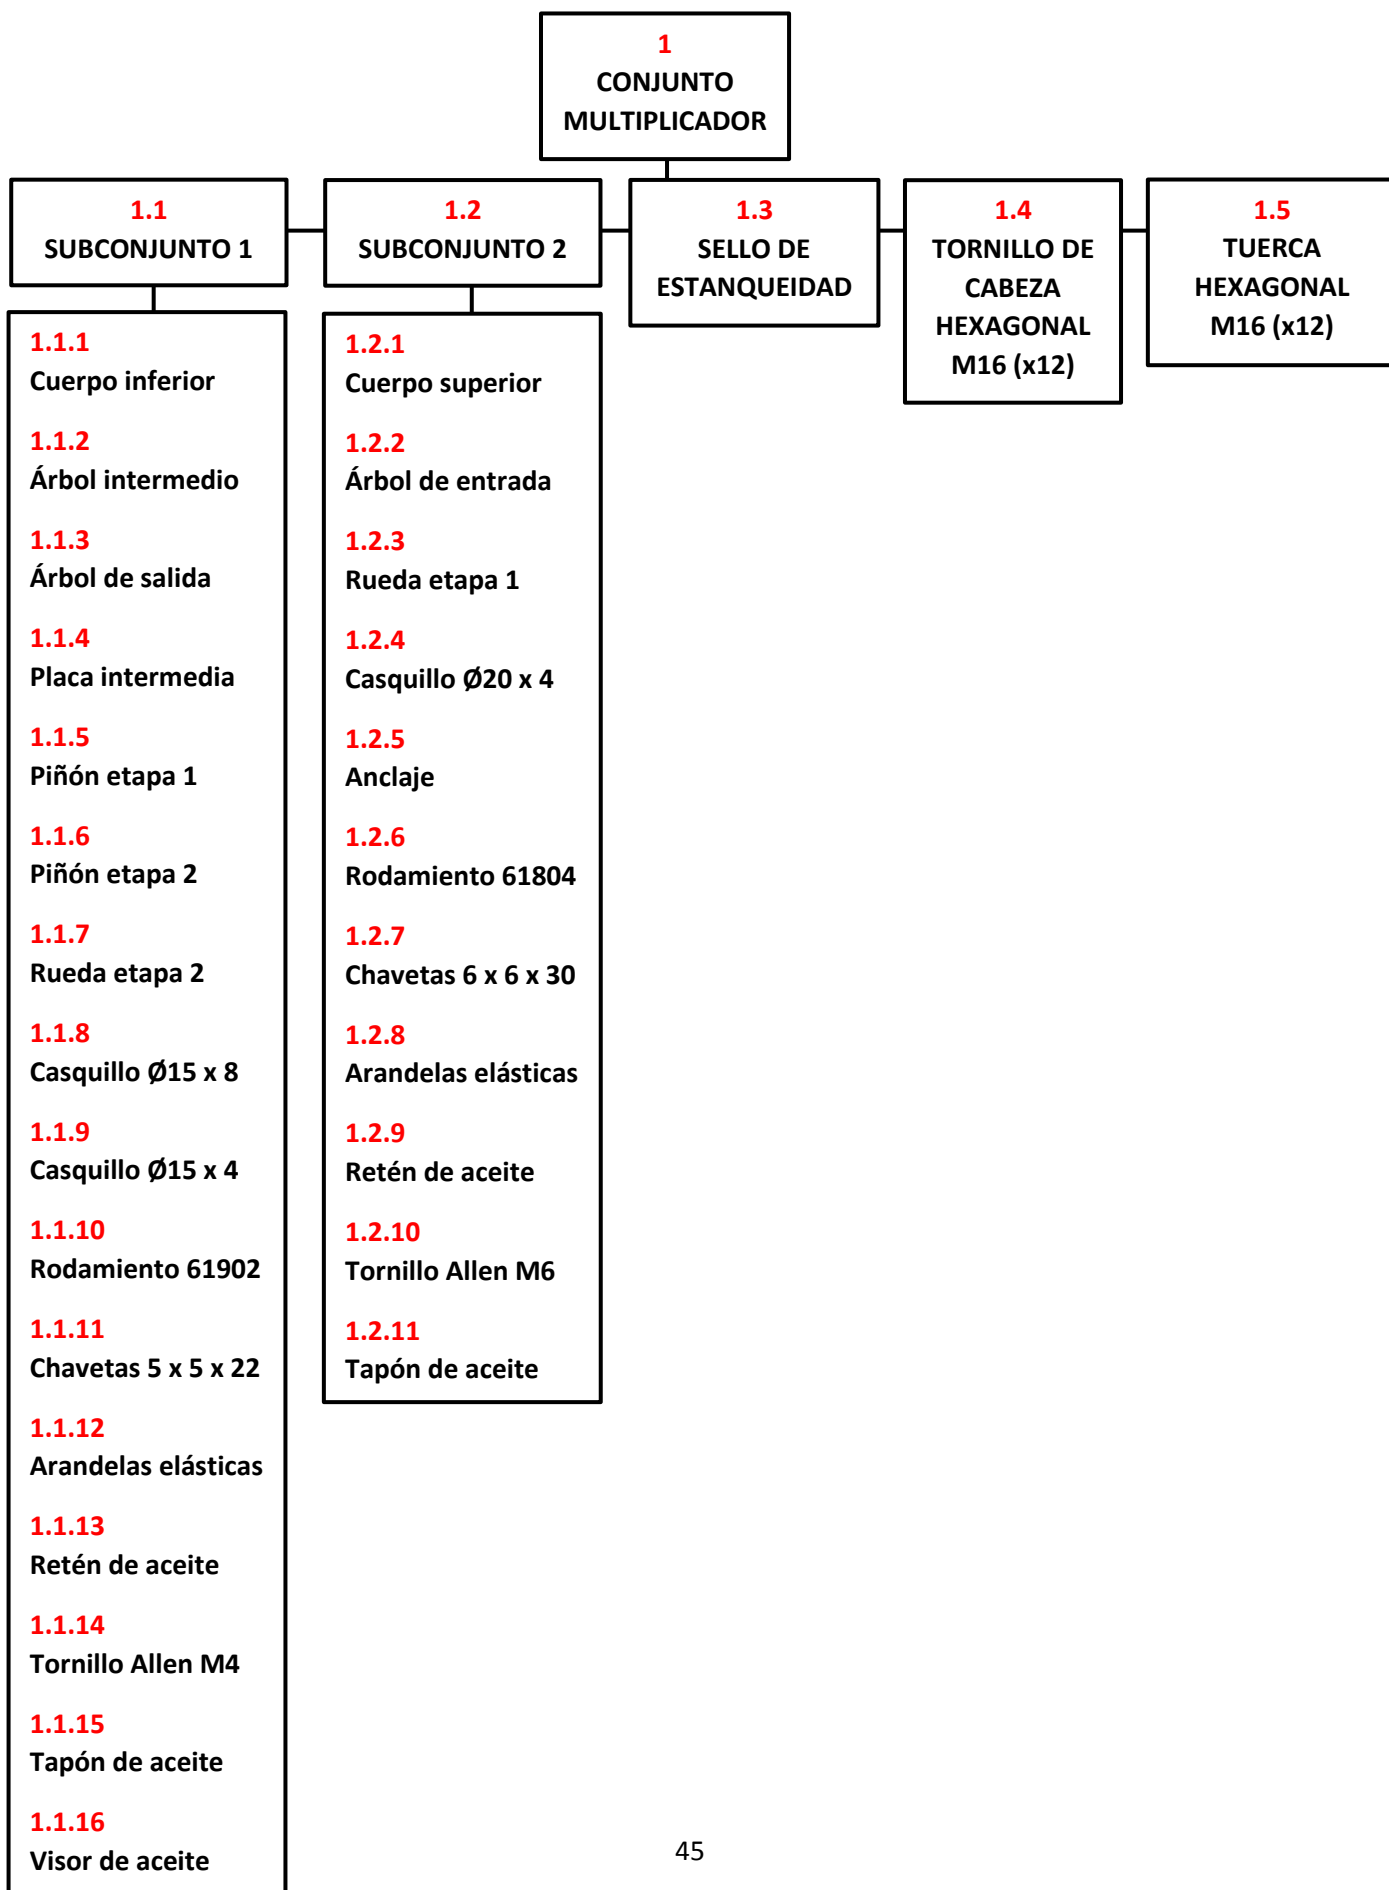 1
CONJUNTO
MULTIPLICADOR
1.1
SUBCONJUNTO 1
1.2
SUBCONJUNTO 2
1.3
SELLO DE
ESTANQUEIDAD
1.4
TORNILLO DE
CABEZA
HEXAGONAL
M16 (x12)
1.5
TUERCA
HEXAGONAL
M16 (x12)
1.1.1
Cuerpo inferior
1.1.2
Árbol intermedio
1.1.3
Árbol de salida
1.1.4
Placa intermedia
1.1.5
Piñón etapa 1
1.1.6
Piñón etapa 2
1.1.7
Rueda etapa 2
1.1.8
Casquillo Ø15 x 8
1.1.9
Casquillo Ø15 x 4
1.1.10
Rodamiento 61902
1.1.11
Chavetas 5 x 5 x 22
1.1.12
Arandelas elásticas
1.1.13
Retén de aceite
1.1.14
Tornillo Allen M4
1.1.15
Tapón de aceite
1.1.16
Visor de aceite
1.2.1
Cuerpo superior
1.2.2
Árbol de entrada
1.2.3
Rueda etapa 1
1.2.4
Casquillo Ø20 x 4
1.2.5
Anclaje
1.2.6
Rodamiento 61804
1.2.7
Chavetas 6 x 6 x 30
1.2.8
Arandelas elásticas
1.2.9
Retén de aceite
1.2.10
Tornillo Allen M6
1.2.11
Tapón de aceite
45